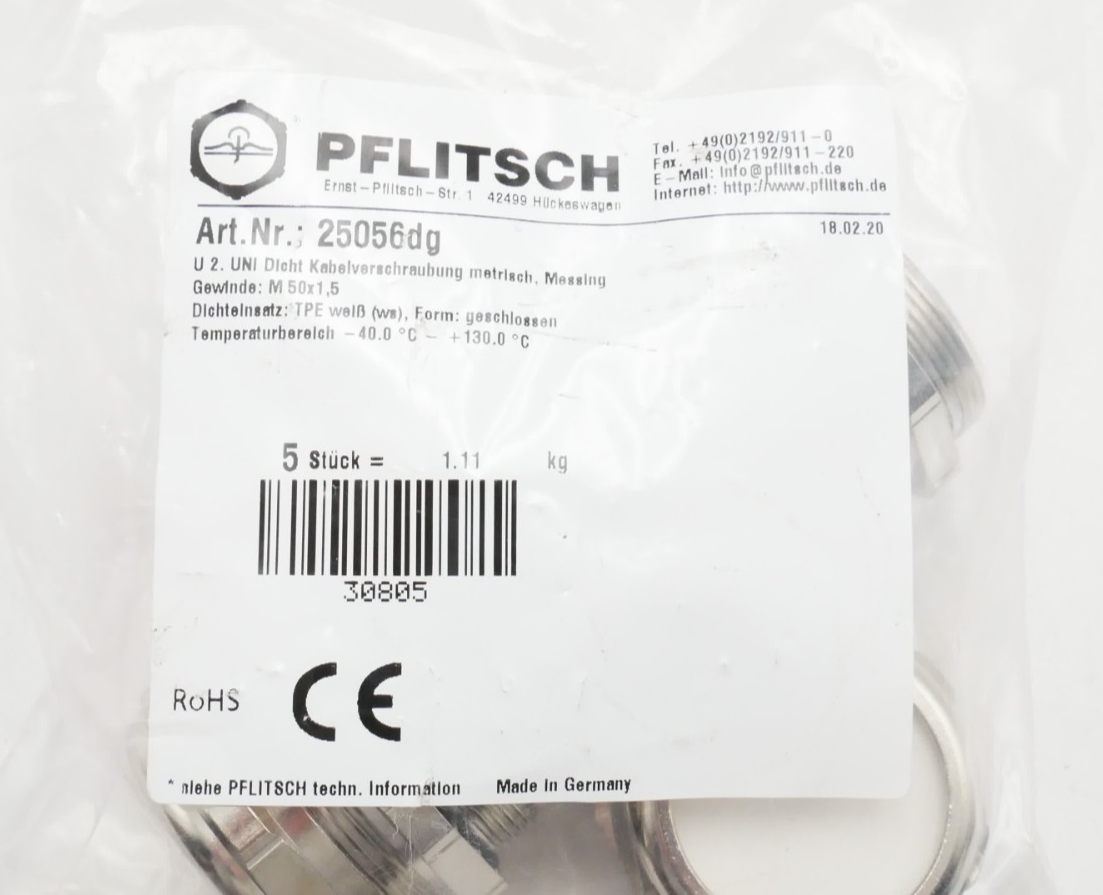 PFLITSCH
Ernst-Pflitsch-Str. 1 42499 Hückeswagen
Tel. +49(0)2192/911-0
Fax. +49(0)2192/911-220
E-Mail: Info@pflitsch.de
Internet: http://www.pflitsch.de
Art.Nr.: 25056dg
18.02.20
U 2. UNI Dicht Kabelverschraubung metrisch, Messing
Gewinde: M 50x1,5
Dichteinsatz: TPE weiß (ws), Form: geschlossen
Temperaturbereich -40.0 °C - +130.0 °C
5 Stück = 1.11 kg
30805
RoHS CE
* siehe PFLITSCH techn. Information Made in Germany